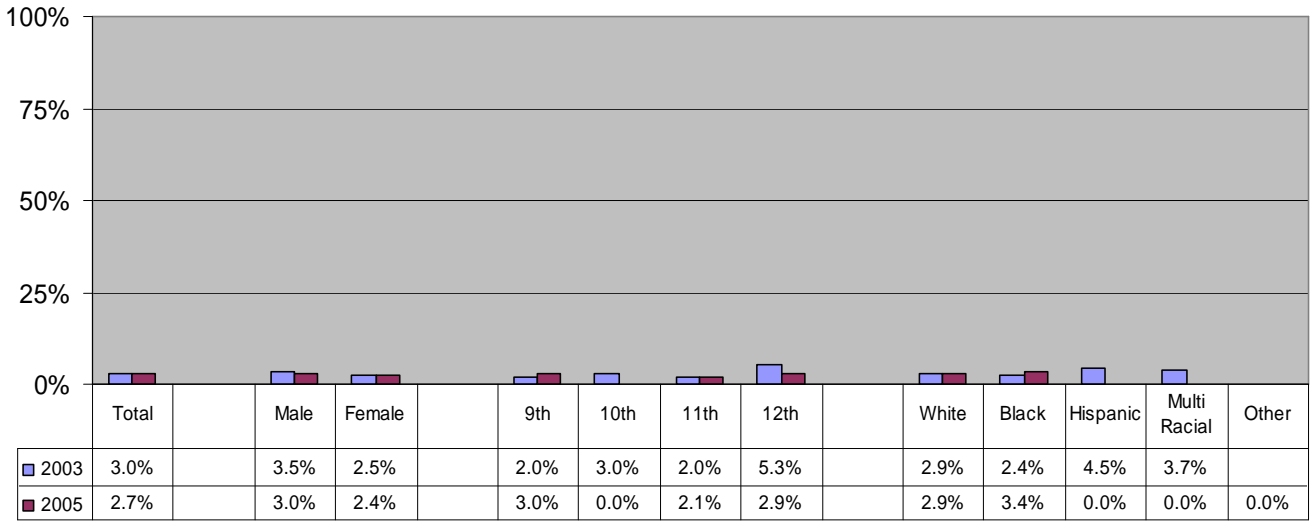 100%
75%
50%
25%
0%
Total Male Female 9th 10th 11th 12th White Black Hispanic Multi Racial Other
2003 3.0% 3.5% 2.5% 2.0% 3.0% 2.0% 5.3% 2.9% 2.4% 4.5% 3.7%
2005 2.7% 3.0% 2.4% 3.0% 0.0% 2.1% 2.9% 2.9% 3.4% 0.0% 0.0% 0.0%